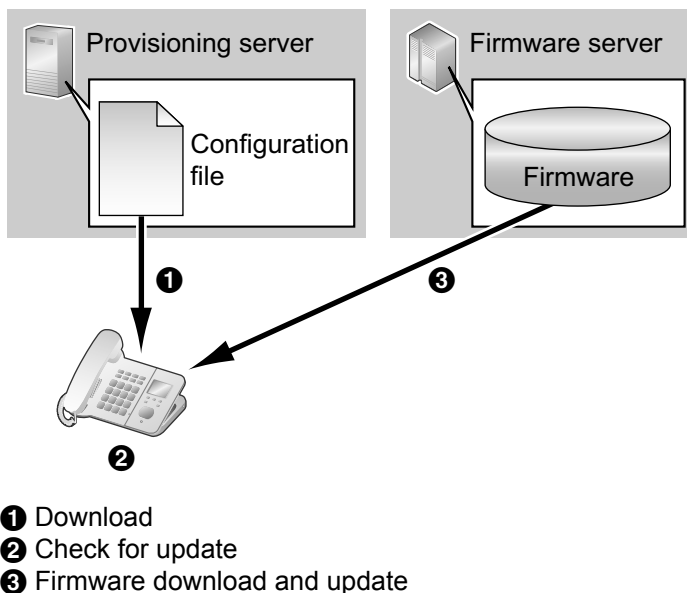 Provisioning server
Firmware server
Configuration
file
Firmware
❶
❸
❷
❶ Download
❷ Check for update
❸ Firmware download and update